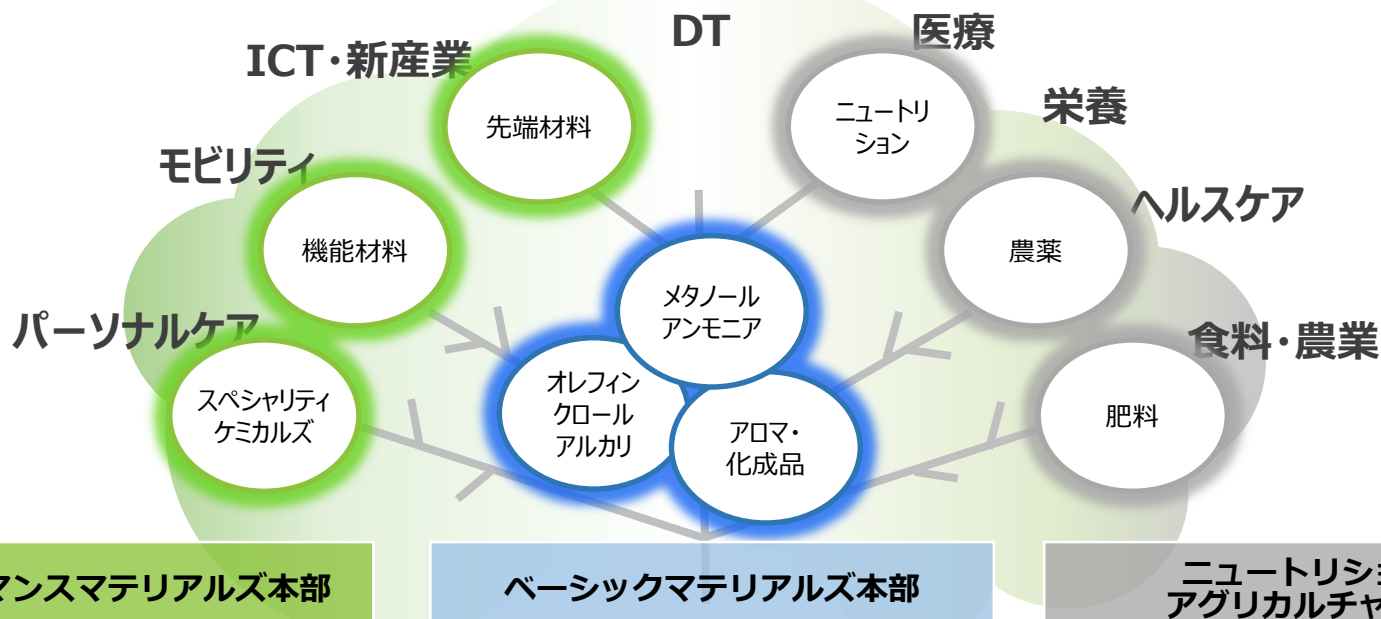 DT
医療
ICT・新産業
栄養
先端材料
ニュートリ
ション
モビリティ
ヘルスケア
機能材料
農薬
メタノール
アンモニア
パーソナルケア
食料・農業
スペシャリティ
ケミカルズ
オレフィン
クロール
アルカリ
アロマ・
化成品
肥料
マンスマテリアルズ本部
ベーシックマテリアルズ本部
ニュートリショ
アグリカルチャ